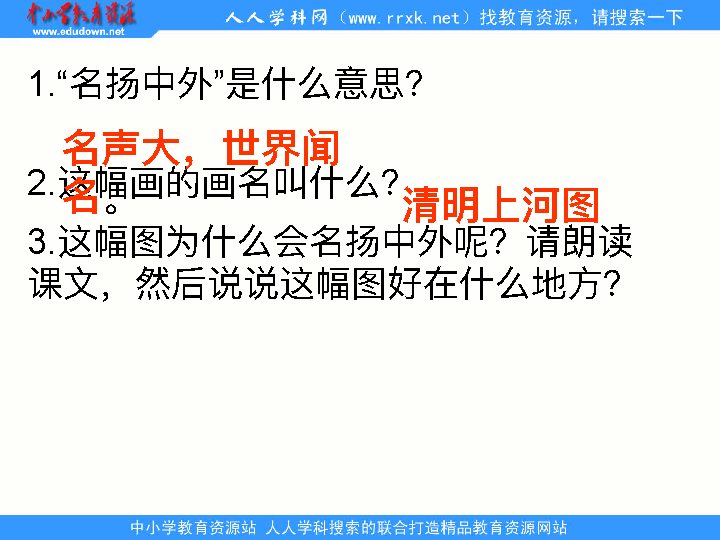 中小学教育资源
www.edudown.net
人人学科网（www.rrxk.net）找教育资源，请搜索一下
1.“名扬中外”是什么意思？
名声大，世界闻
名。
2.这幅画的画名叫什么？
清明上河图
3.这幅图为什么会名扬中外呢？请朗读
课文，然后说说这幅图好在什么地方？
中小学教育资源站 人人学科搜索的联合打造精品教育资源网站